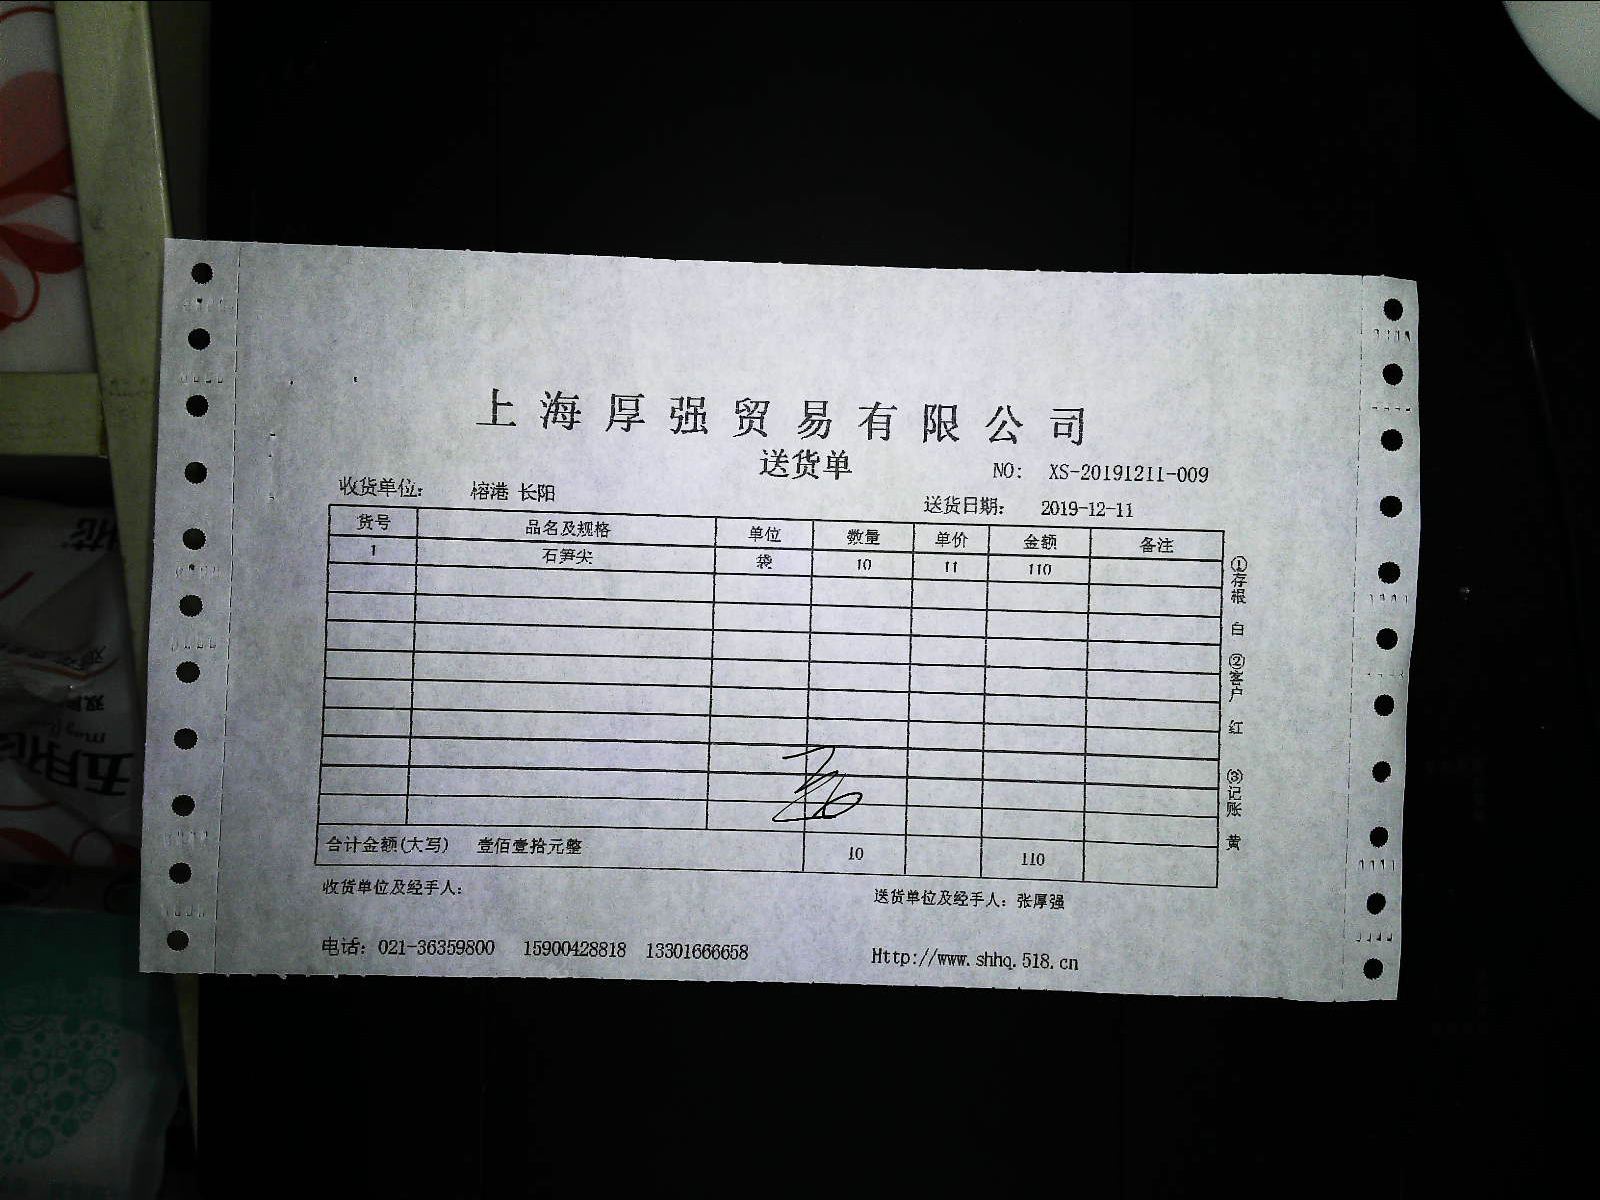 上海厚强贸易有限公司
送货单
NO: XS-20191211-009
收货单位: 榕港 长阳
送货日期: 2019-12-11
货号 品名及规格 单位 数量 单价 金额 备注
1 石笋尖 袋 10 11 110
合计金额(大写) 壹佰壹拾元整 10 110
收货单位及经手人:
送货单位及经手人: 张厚强
电话: 021-36359800 15900428818 13301666658
Http://www.shhq.518.cn
①存根 白 ②客户 红 ③记账 黄
五月花